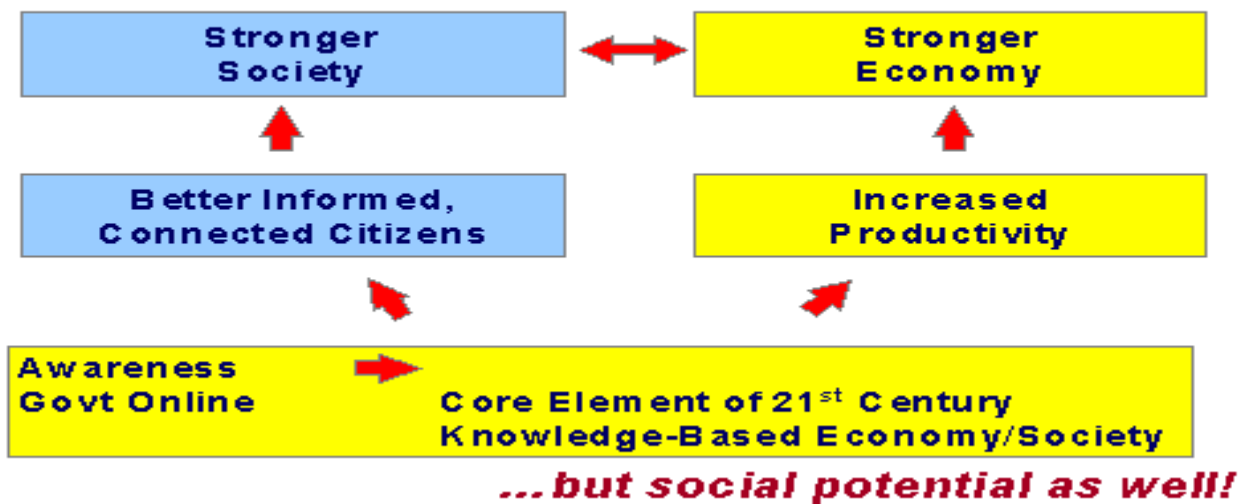 Stronger
Society
Stronger
Economy
Better Informed,
Connected Citizens
Increased
Productivity
Awareness
Govt Online
Core Element of 21st Century
Knowledge-Based Economy/Society
...but social potential as well!